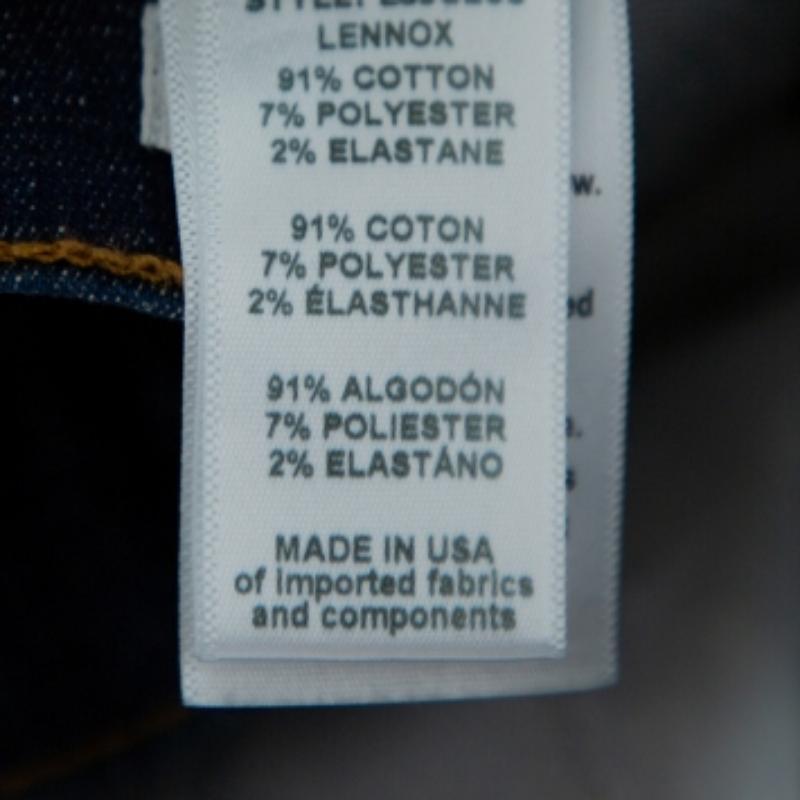 LENNOX
91% COTTON
7% POLYESTER
2% ELASTANE
91% COTON
7% POLYESTER
2% ÉLASTHANNE
91% ALGODÓN
7% POLIESTER
2% ELASTÁNO
MADE IN USA
of imported fabrics
and components
w.
ed